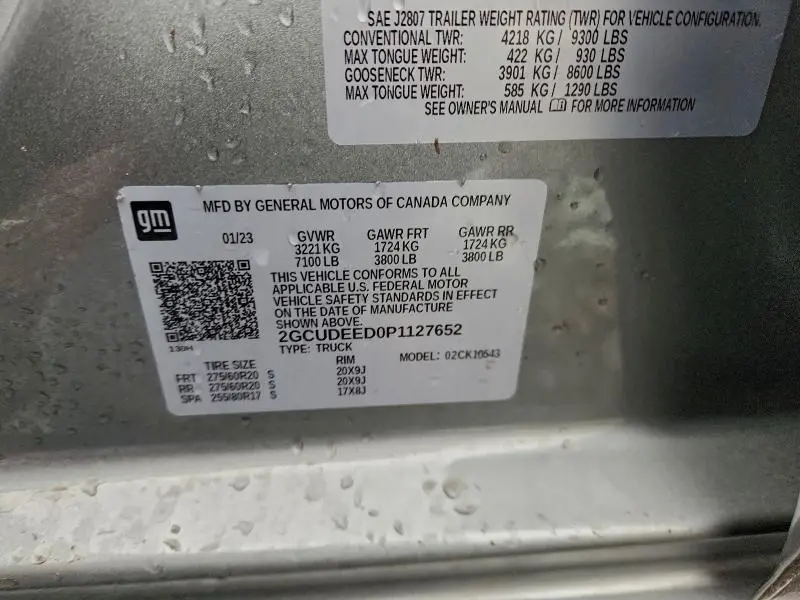 SAE J2807 TRAILER WEIGHT RATING (TWR) FOR VEHICLE CONFIGURATION.
CONVENTIONAL TWR: 4218 KG / 9300 LBS
MAX TONGUE WEIGHT: 422 KG / 930 LBS
GOOSENECK TWR: 3901 KG / 8600 LBS
MAX TONGUE WEIGHT: 585 KG / 1290 LBS
SEE OWNER'S MANUAL FOR MORE INFORMATION
gm
MFD BY GENERAL MOTORS OF CANADA COMPANY
01/23 GVWR GAWR FRT GAWR RR
3221 KG 1724 KG 1724 KG
7100 LB 3800 LB 3800 LB
THIS VEHICLE CONFORMS TO ALL
APPLICABLE U.S. FEDERAL MOTOR
VEHICLE SAFETY STANDARDS IN EFFECT
ON THE DATE OF MANUFACTURE
SHOWN ABOVE.
2GCUDEED0P1127652
TYPE: TRUCK MODEL: 02CK10543
TIRE SIZE RIM
FRT 275/60R20 S 20X9J
RR 275/60R20 S 20X9J
SPA 255/80R17 S 17X8J